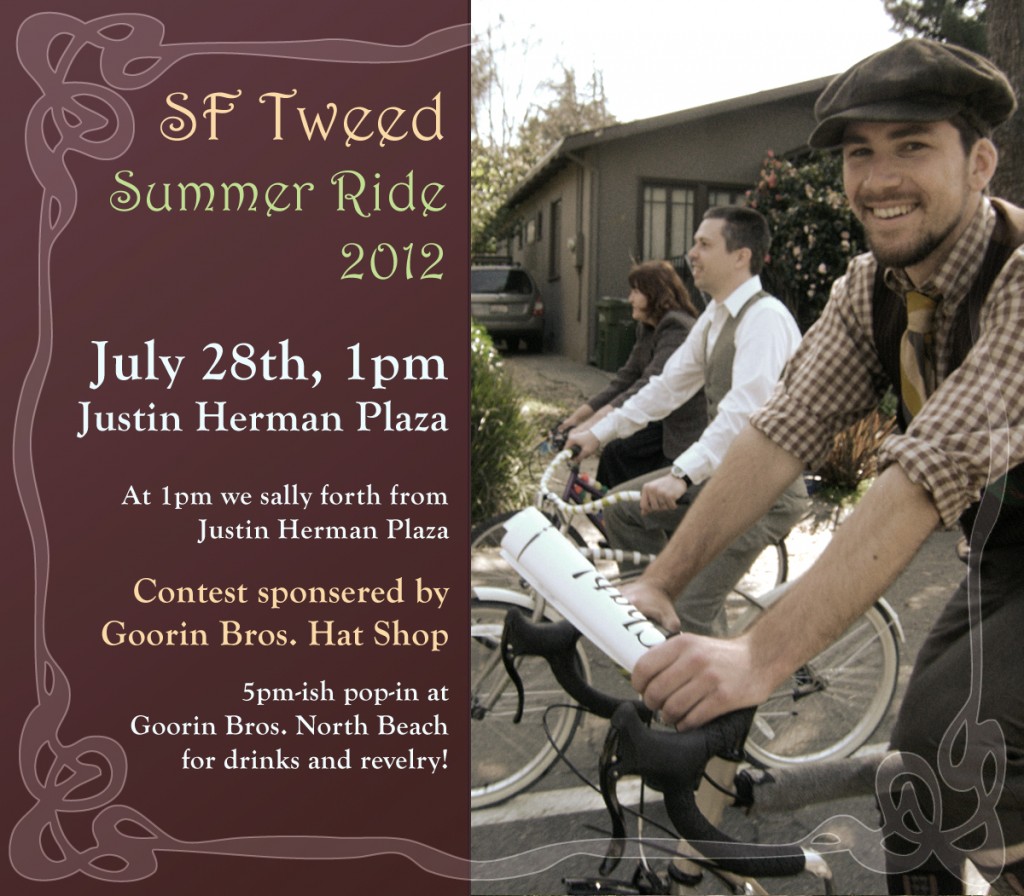 SF Tweed
Summer Ride
2012
July 28th, 1pm
Justin Herman Plaza
At 1pm we sally forth from
Justin Herman Plaza
Contest sponsered by
Goorin Bros. Hat Shop
5pm-ish pop-in at
Goorin Bros. North Beach
for drinks and revelry!